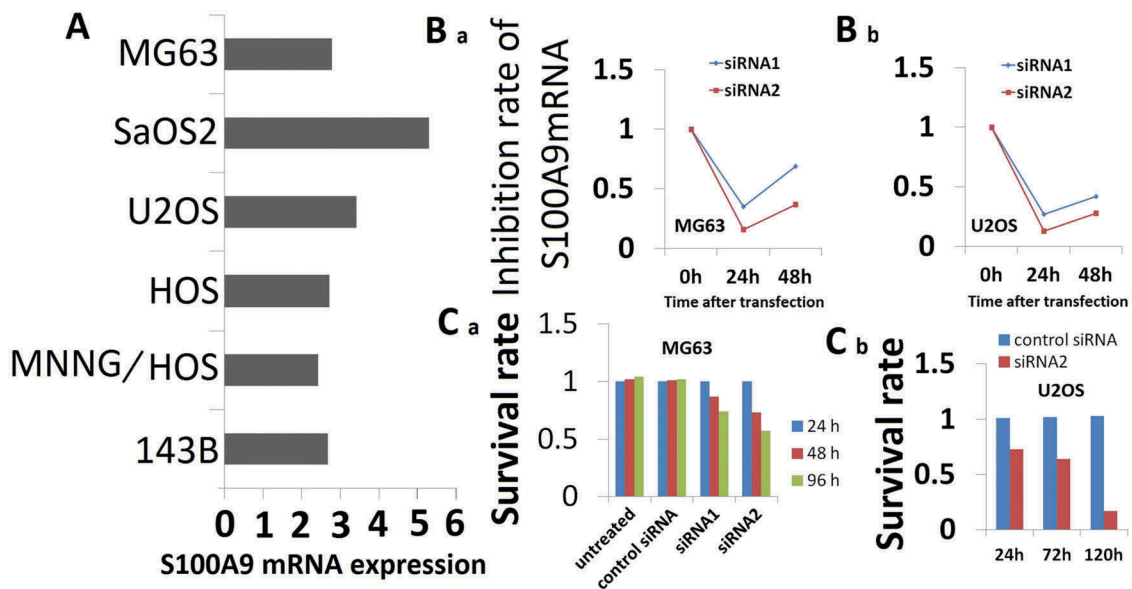 A
MG63
SaOS2
U2OS
HOS
MNNG/HOS
143B
0 1 2 3 4 5 6
S100A9 mRNA expression
B a
Inhibition rate of
S100A9mRNA
siRNA1
siRNA2
1.5
1
0.5
0
MG63
0h 24h 48h
Time after transfection
B b
siRNA1
siRNA2
1.5
1
0.5
0
U2OS
0h 24h 48h
Time after transfection
C a
Survival rate
1.5
1
0.5
0
MG63
24 h
48 h
96 h
untreated
control siRNA
siRNA1
siRNA2
C b
Survival rate
control siRNA
siRNA2
U2OS
1.5
1
0.5
0
24h 72h 120h